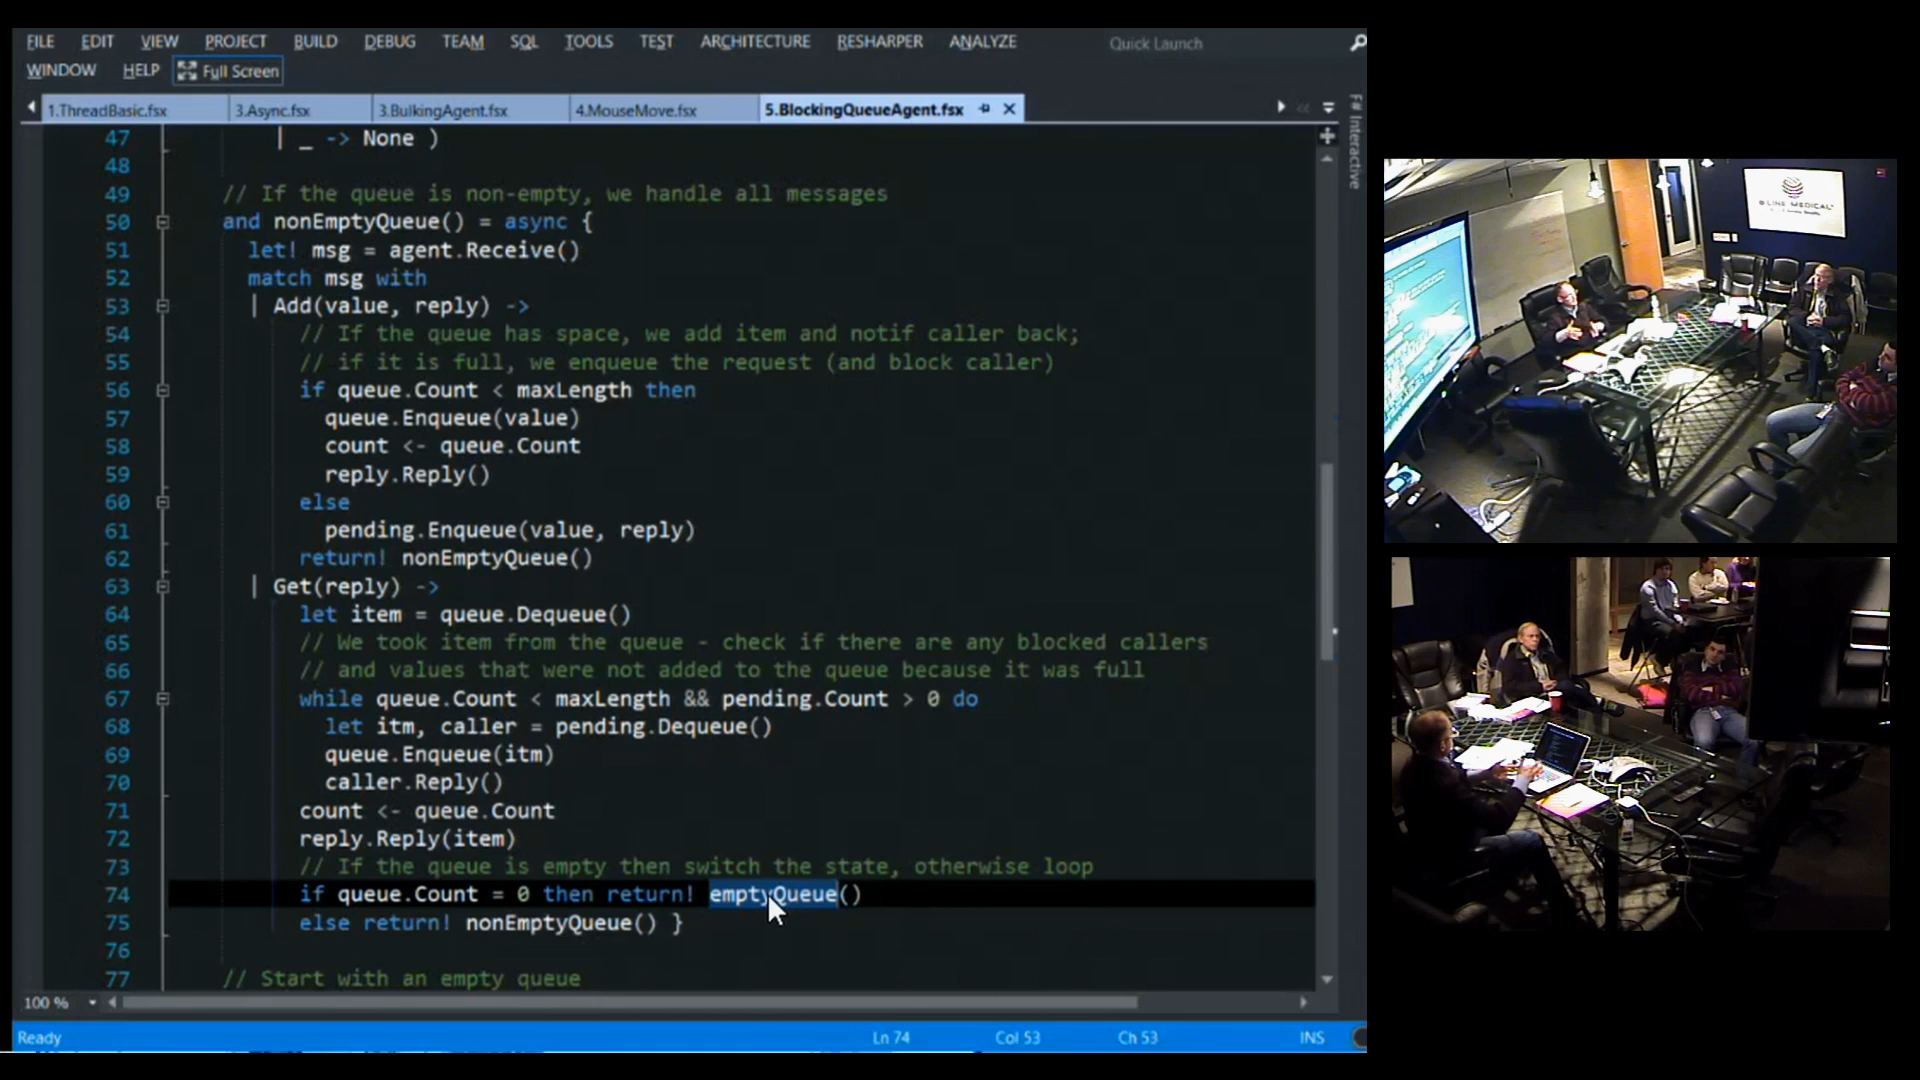 FILE EDIT VIEW PROJECT BUILD DEBUG TEAM SQL TOOLS TEST ARCHITECTURE RESHARPER ANALYZE Quick Launch
WINDOW HELP Full Screen
1.ThreadBasic.fsx 3.Async.fsx 3.BulkingAgent.fsx 4.MouseMove.fsx 5.BlockingQueueAgent.fsx
F# Interactive
47 | _ -> None )
48
49 // If the queue is non-empty, we handle all messages
50 and nonEmptyQueue() = async {
51 let! msg = agent.Receive()
52 match msg with
53 | Add(value, reply) ->
54 // If the queue has space, we add item and notif caller back;
55 // if it is full, we enqueue the request (and block caller)
56 if queue.Count < maxLength then
57 queue.Enqueue(value)
58 count <- queue.Count
59 reply.Reply()
60 else
61 pending.Enqueue(value, reply)
62 return! nonEmptyQueue()
63 | Get(reply) ->
64 let item = queue.Dequeue()
65 // We took item from the queue - check if there are any blocked callers
66 // and values that were not added to the queue because it was full
67 while queue.Count < maxLength && pending.Count > 0 do
68 let itm, caller = pending.Dequeue()
69 queue.Enqueue(itm)
70 caller.Reply()
71 count <- queue.Count
72 reply.Reply(item)
73 // If the queue is empty then switch the state, otherwise loop
74 if queue.Count = 0 then return! emptyQueue()
75 else return! nonEmptyQueue() }
76
77 // Start with an empty queue
100 %
Ready Ln 74 Col 53 Ch 53 INS
LINE MEDICAL